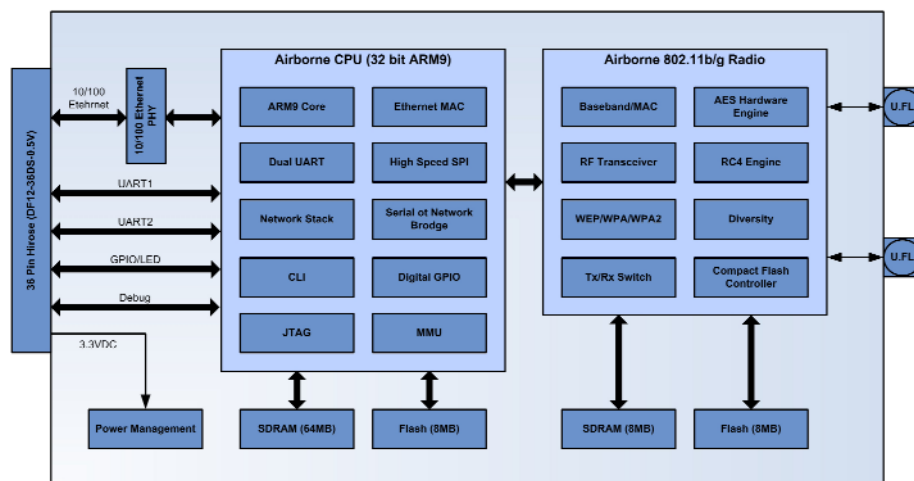 Airborne CPU (32 bit ARM9)
Airborne 802.11b/g Radio
36 Pin Hirose (DF12-36DS-0.5V)
10/100
Etehrnet
10/100 Ethernet
PHY
UART1
UART2
GPIO/LED
Debug
3.3VDC
Power Management
ARM9 Core
Ethernet MAC
Dual UART
High Speed SPI
Network Stack
Serial ot Network
Brodge
CLI
Digital GPIO
JTAG
MMU
SDRAM (64MB)
Flash (8MB)
Baseband/MAC
AES Hardware
Engine
RF Transceiver
RC4 Engine
WEP/WPA/WPA2
Diversity
Tx/Rx Switch
Compact Flash
Controller
SDRAM (8MB)
Flash (8MB)
U.FL
U.FL